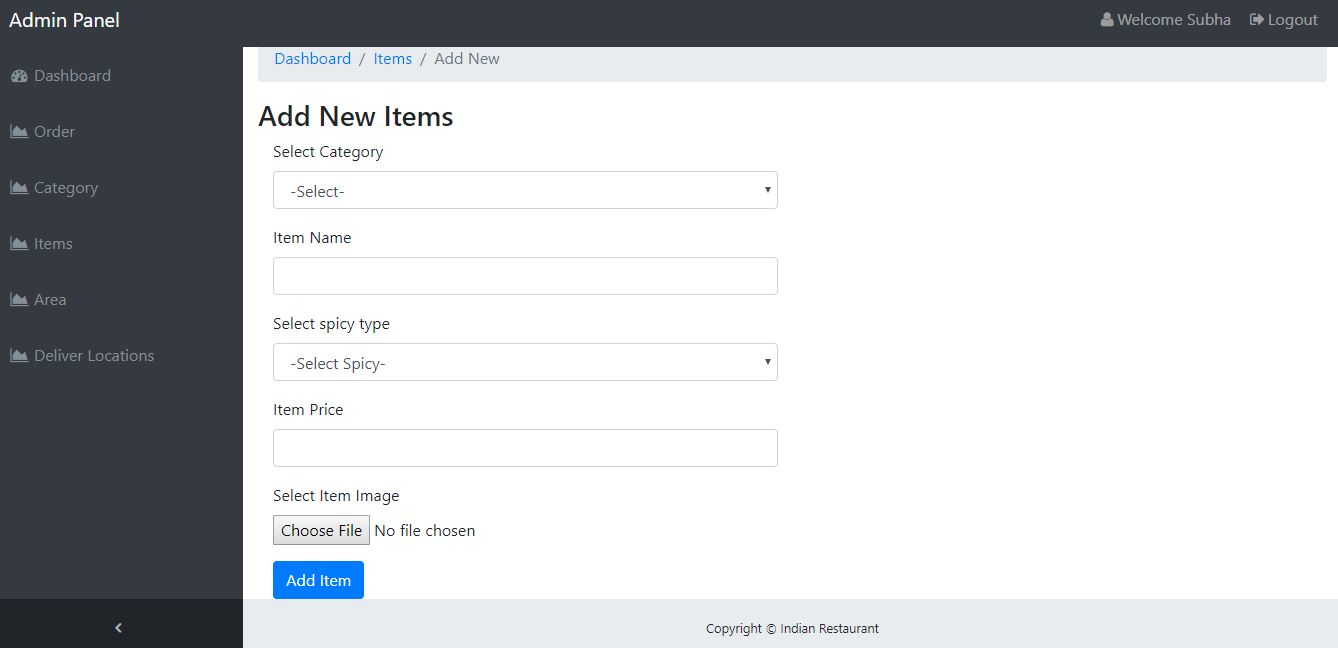 Admin Panel
Welcome Subha Logout
Dashboard
Order
Category
Items
Area
Deliver Locations
Dashboard / Items / Add New
Add New Items
Select Category
-Select-
Item Name
Select spicy type
-Select Spicy-
Item Price
Select Item Image
Choose File No file chosen
Add Item
Copyright © Indian Restaurant